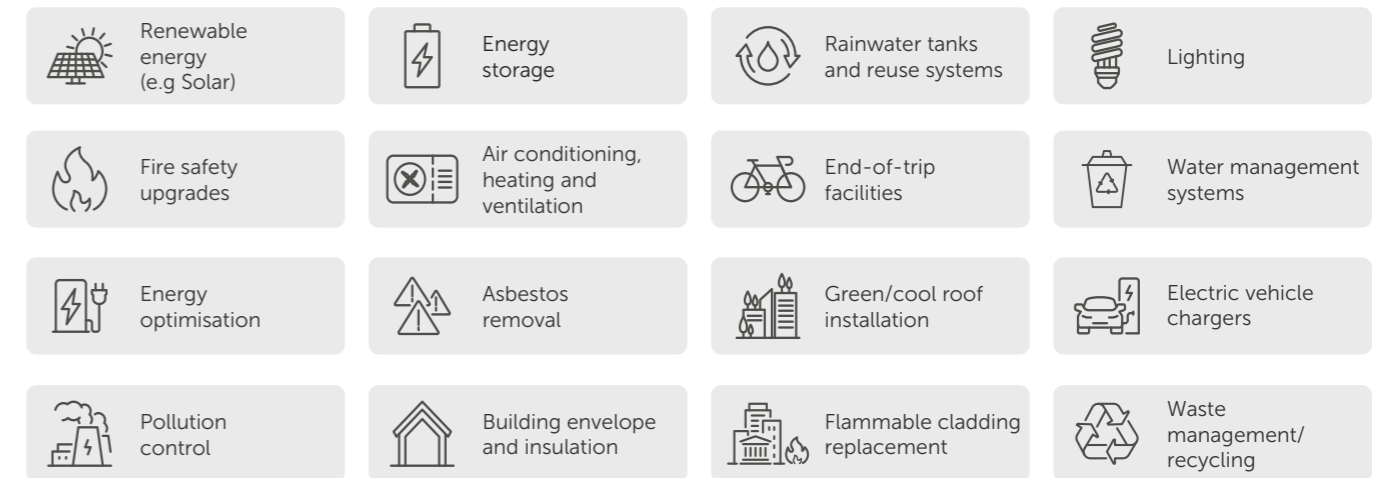 Renewable
energy
(e.g Solar)
Energy
storage
Rainwater tanks
and reuse systems
Lighting
Fire safety
upgrades
Air conditioning,
heating and
ventilation
End-of-trip
facilities
Water management
systems
Energy
optimisation
Asbestos
removal
Green/cool roof
installation
Electric vehicle
chargers
Pollution
control
Building envelope
and insulation
Flammable cladding
replacement
Waste
management/
recycling